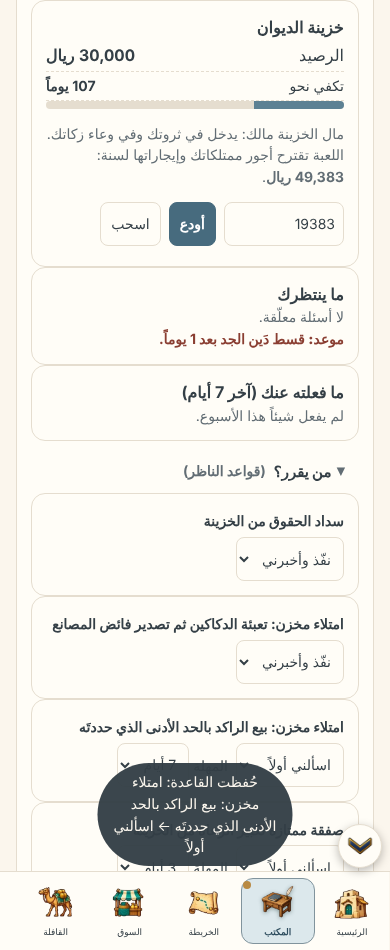 خزينة الديوان
الرصيد 30,000 ريال
تكفي نحو 107 يوماً
مال الخزينة مالك: يدخل في ثروتك وفي وعاء زكاتك.
اللعبة تقترح أجور ممتلكاتك وإيجاراتها لسنة:
49,383 ريال.
19383 أودع اسحب
ما ينتظرك
لا أسئلة معلّقة.
موعد: قسط دَين الجد بعد 1 يوماً.
ما فعلته عنك (آخر 7 أيام)
لم يفعل شيئاً هذا الأسبوع.
▼ من يقرر؟ (قواعد الناظر)
سداد الحقوق من الخزينة
نفّذ وأخبرني
امتلاء مخزن: تعبئة الدكاكين ثم تصدير فائض المصانع
نفّذ وأخبرني
امتلاء مخزن: بيع الراكد بالحد الأدنى الذي حددتَه
اسألني أولاً
حُفظت القاعدة: امتلاء
مخزن: بيع الراكد بالحد
الأدنى الذي حددتَه ← اسألني
أولاً
صفقة
اسألني أولاً
الرئيسية المكتب الخريطة السوق القافلة